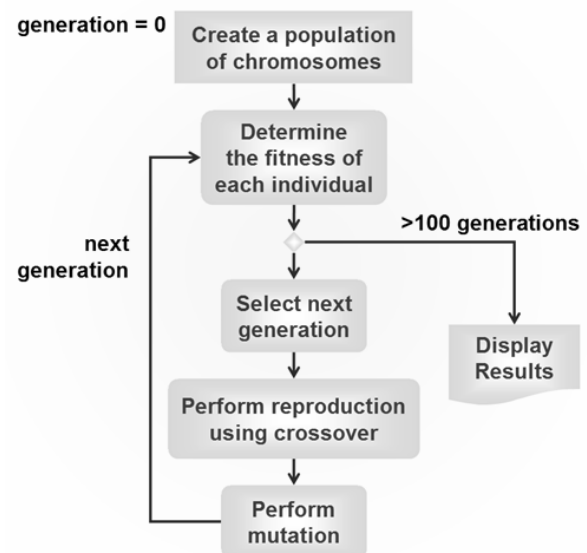 generation = 0
Create a population
of chromosomes
Determine
the fitness of
each individual
>100 generations
next
generation
Select next
generation
Display
Results
Perform reproduction
using crossover
Perform
mutation